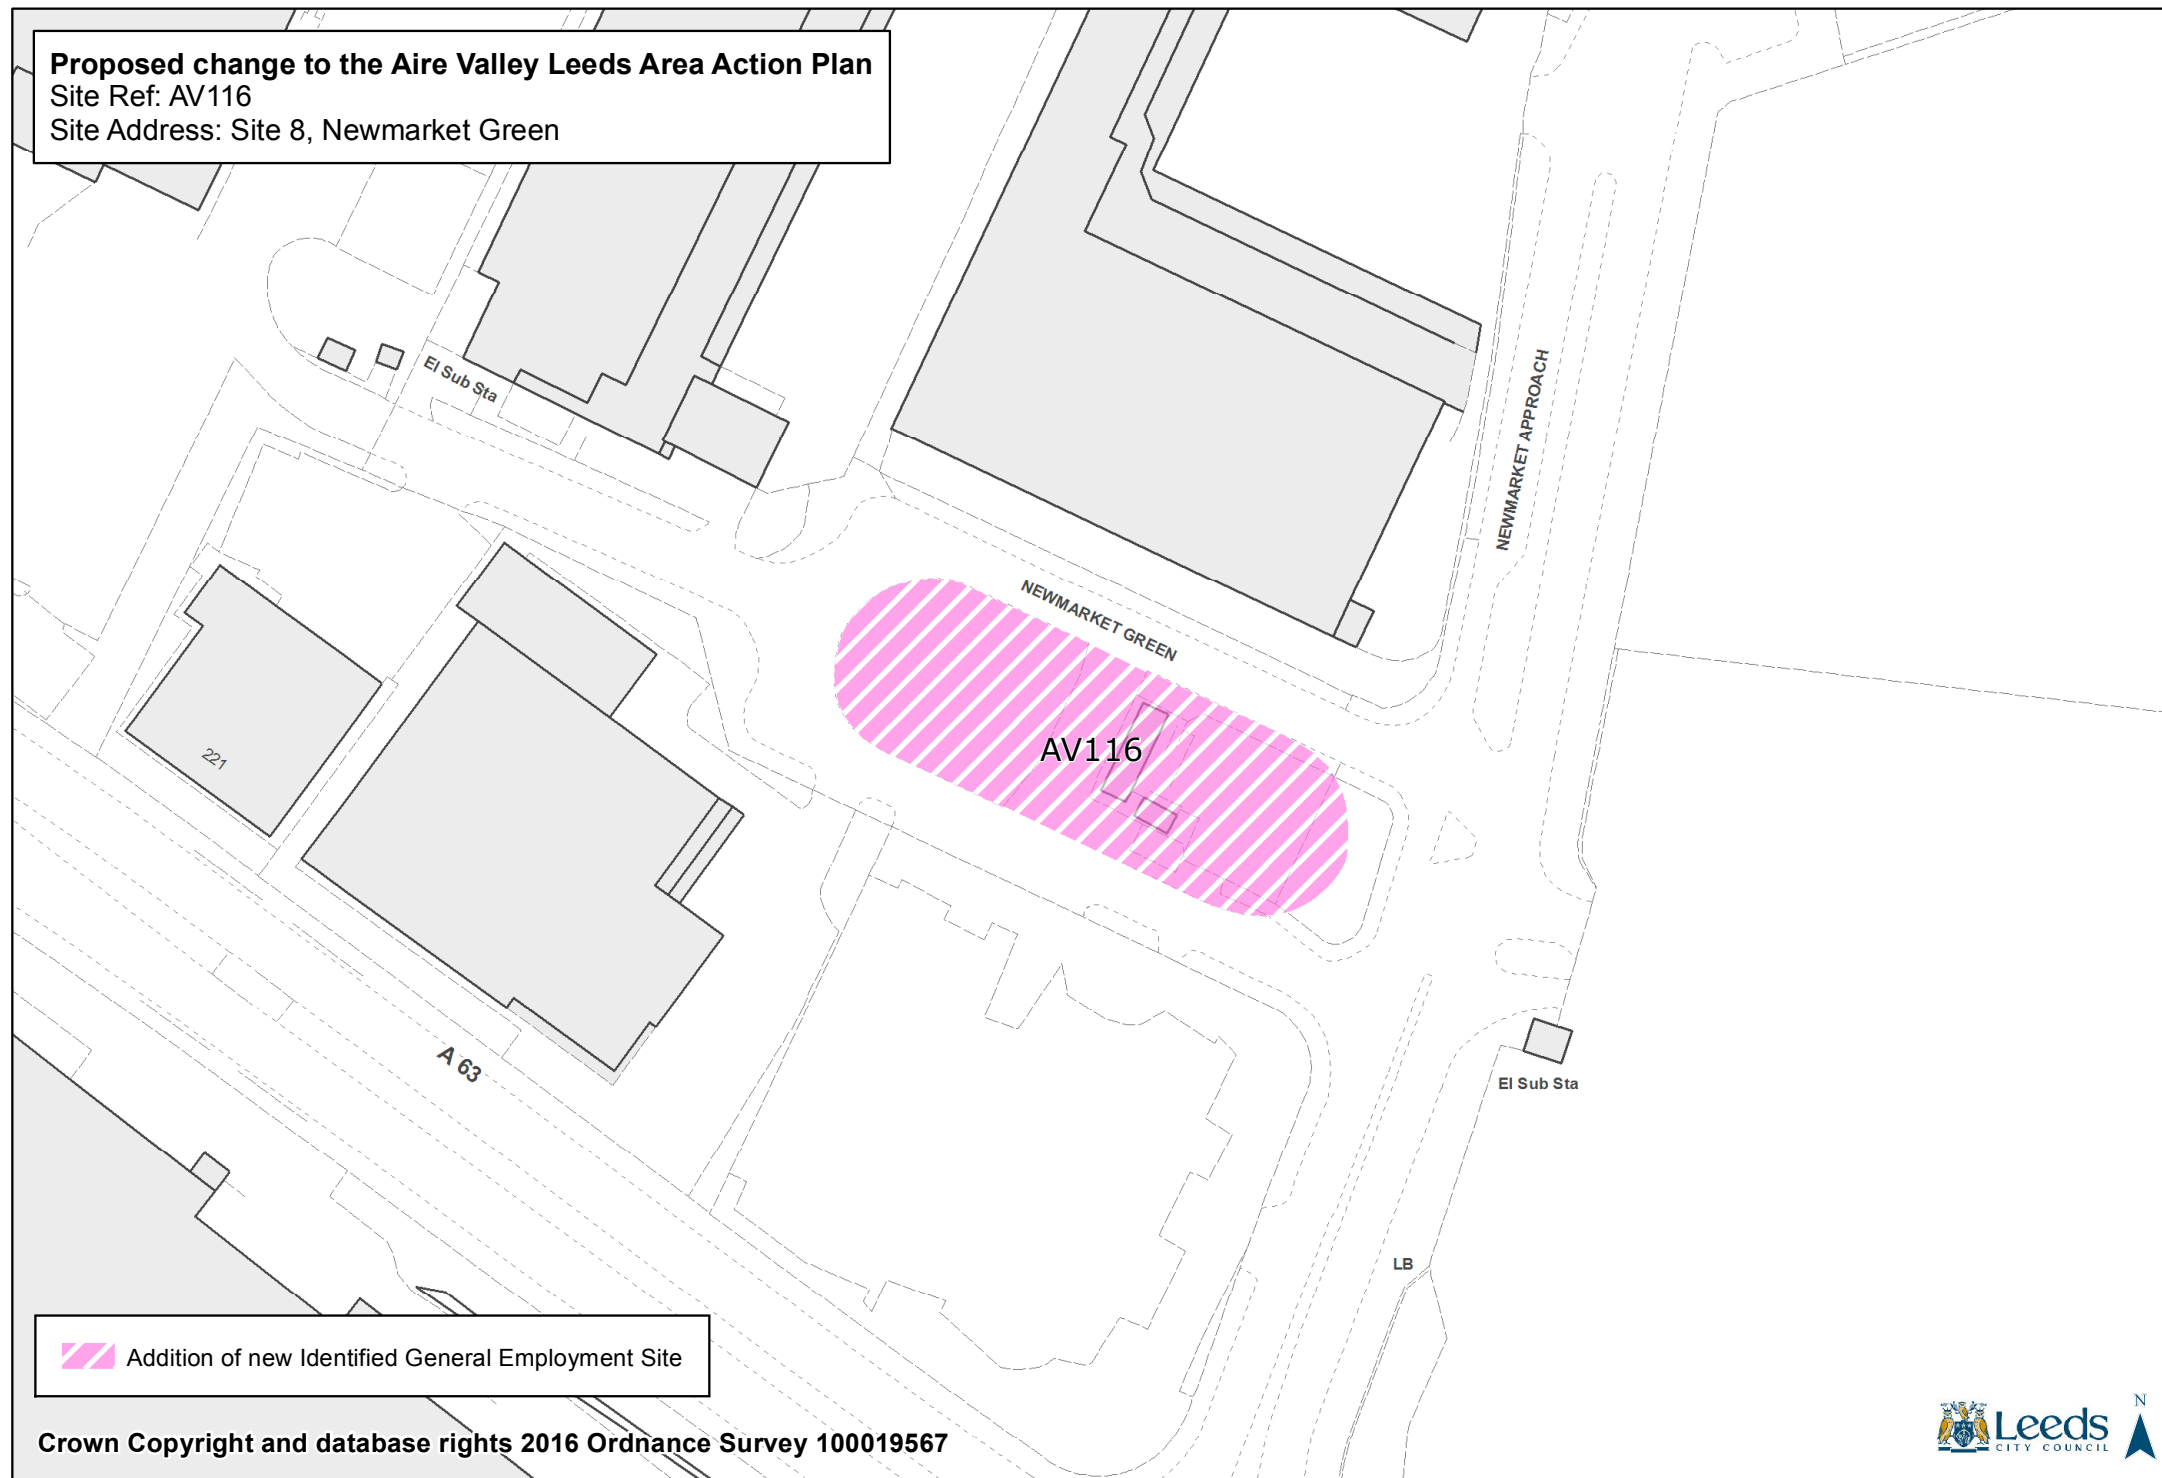 Proposed change to the Aire Valley Leeds Area Action Plan
Site Ref: AV116
Site Address: Site 8, Newmarket Green
El Sub Sta
NEWMARKET APPROACH
NEWMARKET GREEN
AV116
221
A 63
El Sub Sta
LB
Addition of new Identified General Employment Site
Crown Copyright and database rights 2016 Ordnance Survey 100019567
Leeds
CITY COUNCIL
N